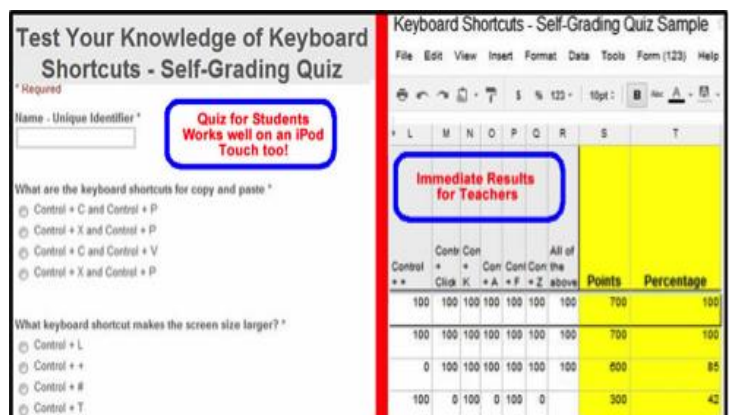 Test Your Knowledge of Keyboard
Shortcuts - Self-Grading Quiz
* Required
Name - Unique Identifier *
Quiz for Students
Works well on an iPod
Touch too!
What are the keyboard shortcuts for copy and paste *
Control + C and Control + P
Control + X and Control + P
Control + C and Control + V
Control + X and Control + P
What keyboard shortcut makes the screen size larger? *
Control + L
Control + +
Control + #
Control + T
Keyboard Shortcuts - Self-Grading Quiz Sample
File Edit View Insert Format Data Tools Form (123) Help
$ % 123 10pt B Abc A
L M N O P Q R S T
Immediate Results
for Teachers
Contr Con All of
Control + + Con Conl Con the
+ + Click K + A + F + Z above Points Percentage
100 100 100 100 100 100 100 700 100
100 100 100 100 100 100 100 700 100
0 100 100 100 100 100 100 600 85
100 0 100 0 100 0 300 42